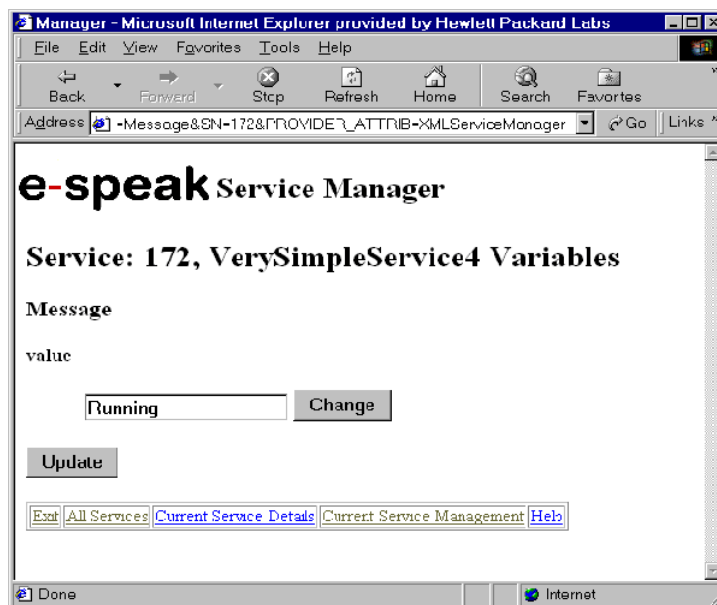 Manager - Microsoft Internet Explorer provided by Hewlett Packard Labs
File Edit View Favorites Tools Help
Back Forward Stop Refresh Home Search Favorites
Address -Message&SN=172&PROVIDER_ATTRIB=XMLServiceManager Go Links
e-speak Service Manager
Service: 172, VerySimpleService4 Variables
Message
value
Running Change
Update
Exit All Services Current Service Details Current Service Management Help
Done Internet